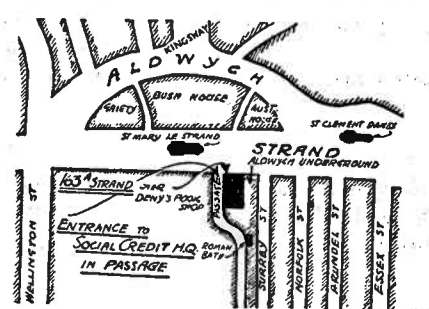 KINGSWAY
ALDWYCH
GAIETY
BUSH HOUSE
AUST.
HOUSE
ST CLEMENT DANES
ST MARY LE STRAND
STRAND
ALDWYCH UNDERGROUND
163A STRAND
OVER
DENY'S BOOK
SHOP
PASSAGE
ENTRANCE TO
SOCIAL CREDIT H.Q.
IN PASSAGE
ROMAN
BATH
WELLINGTON ST
SURREY ST
NORFOLK ST
ARUNDEL ST
ESSEX ST